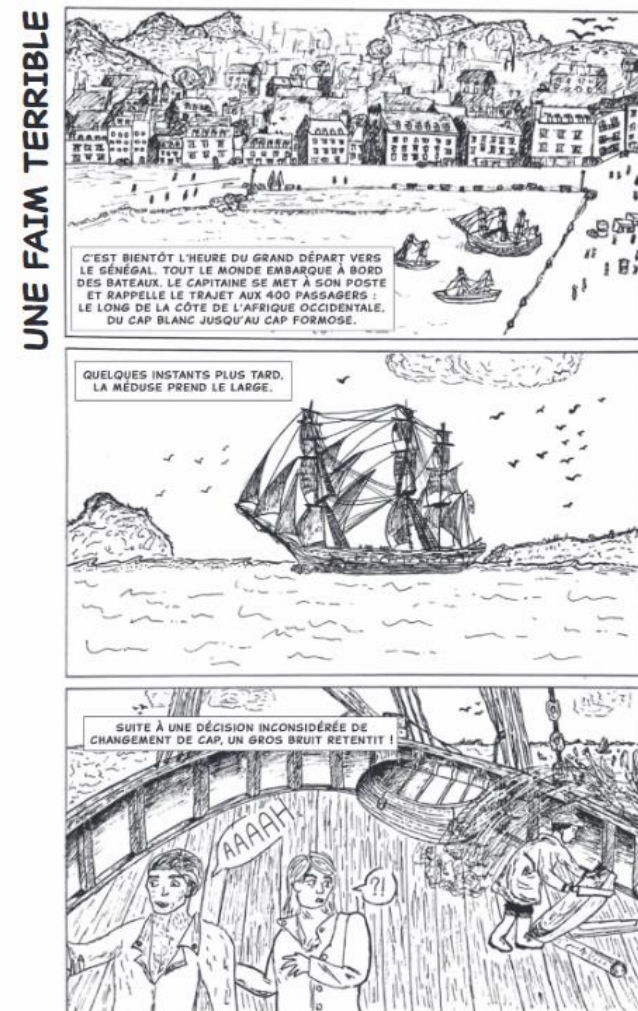 UNE FAIM TERRIBLE
C'EST BIENTÔT L'HEURE DU GRAND DÉPART VERS
LE SÉNÉGAL. TOUT LE MONDE EMBARQUE À BORD
DES BATEAUX. LE CAPITAINE SE MET À SON POSTE
ET RAPPELLE LE TRAJET AUX 400 PASSAGERS :
LE LONG DE LA CÔTE DE L'AFRIQUE OCCIDENTALE,
DU CAP BLANC JUSQU'AU CAP FORMOSE.
QUELQUES INSTANTS PLUS TARD,
LA MÉDUSE PREND LE LARGE.
SUITE À UNE DÉCISION INCONSIDÉRÉE DE
CHANGEMENT DE CAP, UN GROS BRUIT RETENTIT !
AAAAH
?!